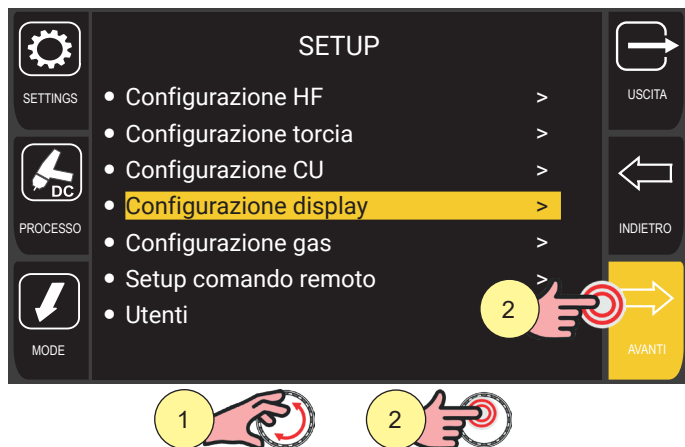 SETUP
SETTINGS
DC
PROCESSO
MODE
• Configurazione HF >
• Configurazione torcia >
• Configurazione CU >
• Configurazione display >
• Configurazione gas >
• Setup comando remoto >
• Utenti
USCITA
INDIETRO
AVANTI
2
1
2